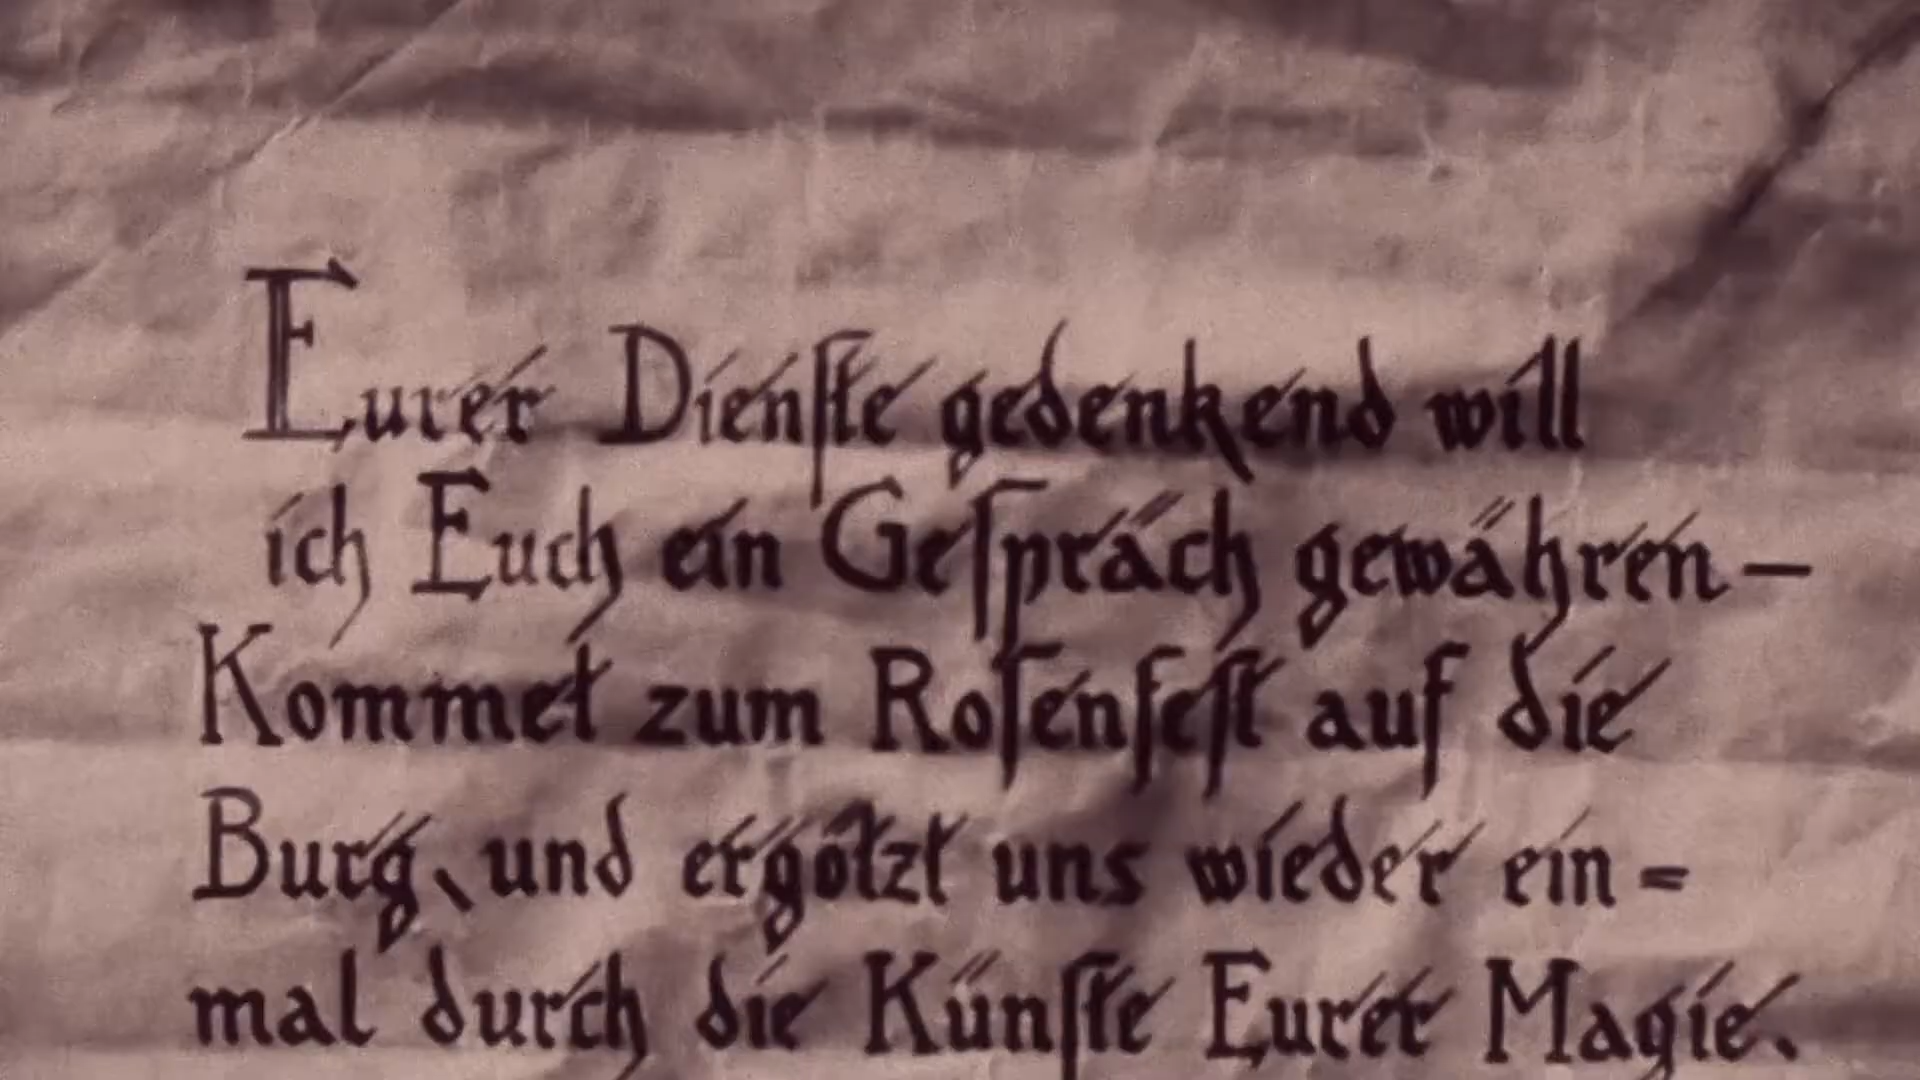 Eurer Dienſte gedenkend will
ich Euch ein Geſpräch gewähren –
Kommet zum Roſenfeſt auf die
Burg, und ergötzt uns wieder ein=
mal durch die Künſte Eurer Magie.